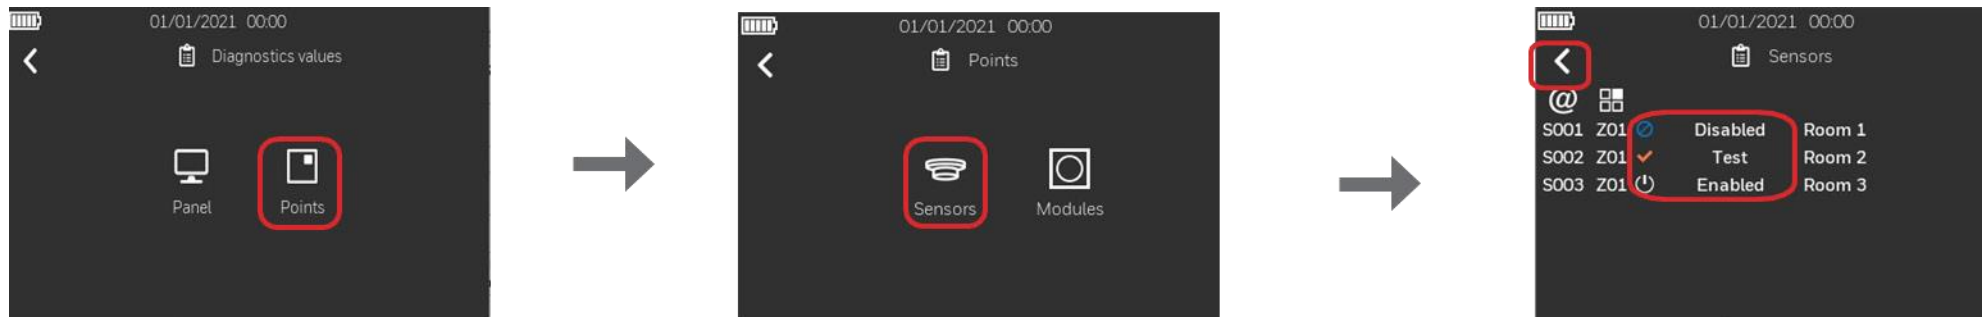 01/01/2021 00:00
Diagnostics values
Panel Points
01/01/2021 00:00
Points
Sensors Modules
01/01/2021 00:00
Sensors
@
S001 Z01 Disabled Room 1
S002 Z01 Test Room 2
S003 Z01 Enabled Room 3